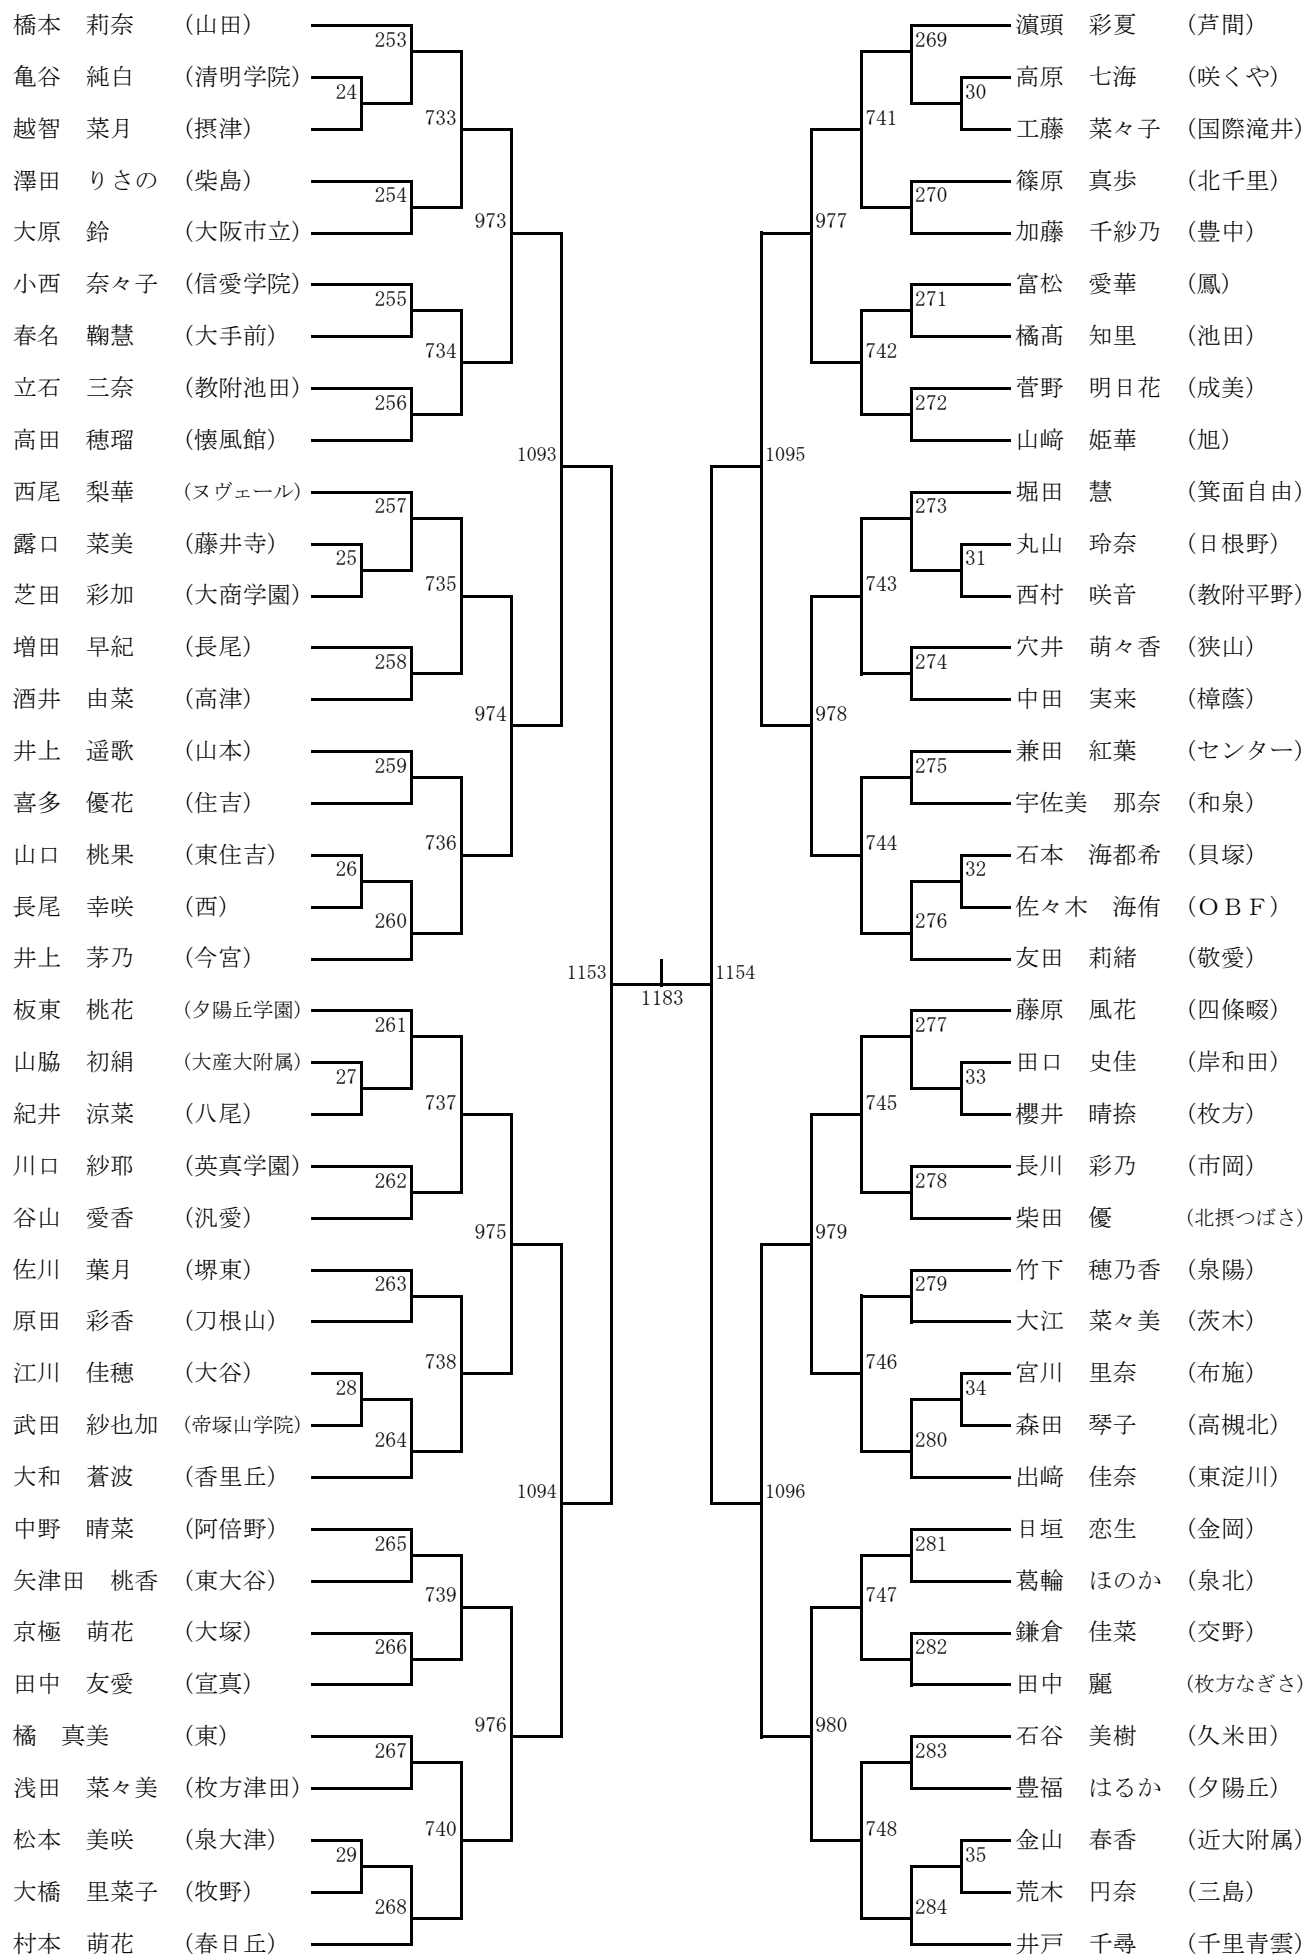 橋本　莉奈　（山田）
253
亀谷　純白　（清明学院）
24
越智　菜月　（摂津）
733
澤田　りさの　（柴島）
254
大原　鈴　（大阪市立）
973
小西　奈々子　（信愛学院）
255
春名　鞠慧　（大手前）
734
立石　三奈　（教附池田）
256
高田　穂瑠　（懐風館）
1093
西尾　梨華　（ヌヴェール）
257
露口　菜美　（藤井寺）
25
芝田　彩加　（大商学園）
735
増田　早紀　（長尾）
258
酒井　由菜　（高津）
974
井上　遥歌　（山本）
259
喜多　優花　（住吉）
736
山口　桃果　（東住吉）
26
長尾　幸咲　（西）
260
井上　茅乃　（今宮）
1153
板東　桃花　（夕陽丘学園）
261
山脇　初絹　（大産大附属）
27
紀井　涼菜　（八尾）
737
川口　紗耶　（英真学園）
262
谷山　愛香　（汎愛）
975
佐川　葉月　（堺東）
263
原田　彩香　（刀根山）
738
江川　佳穂　（大谷）
28
武田　紗也加　（帝塚山学院）
264
大和　蒼波　（香里丘）
1094
中野　晴菜　（阿倍野）
265
矢津田　桃香　（東大谷）
739
京極　萌花　（大塚）
266
田中　友愛　（宣真）
976
橘　真美　（東）
267
浅田　菜々美　（枚方津田）
740
松本　美咲　（泉大津）
29
大橋　里菜子　（牧野）
268
村本　萌花　（春日丘）
1183
濵頭　彩夏　（芦間）
269
高原　七海　（咲くや）
30
工藤　菜々子　（国際滝井）
741
篠原　真歩　（北千里）
270
加藤　千紗乃　（豊中）
977
富松　愛華　（鳳）
271
橘髙　知里　（池田）
742
菅野　明日花　（成美）
272
山﨑　姫華　（旭）
1095
堀田　慧　（箕面自由）
273
丸山　玲奈　（日根野）
31
西村　咲音　（教附平野）
743
穴井　萌々香　（狭山）
274
中田　実来　（樟蔭）
978
兼田　紅葉　（センター）
275
宇佐美　那奈　（和泉）
744
石本　海都希　（貝塚）
32
佐々木　海侑　（ＯＢＦ）
276
友田　莉緒　（敬愛）
1154
藤原　風花　（四條畷）
277
田口　史佳　（岸和田）
33
櫻井　晴捺　（枚方）
745
長川　彩乃　（市岡）
278
柴田　優　（北摂つばさ）
979
竹下　穂乃香　（泉陽）
279
大江　菜々美　（茨木）
746
宮川　里奈　（布施）
34
森田　琴子　（高槻北）
280
出﨑　佳奈　（東淀川）
1096
日垣　恋生　（金岡）
281
葛輪　ほのか　（泉北）
747
鎌倉　佳菜　（交野）
282
田中　麗　（枚方なぎさ）
980
石谷　美樹　（久米田）
283
豊福　はるか　（夕陽丘）
748
金山　春香　（近大附属）
35
荒木　円奈　（三島）
284
井戸　千尋　（千里青雲）